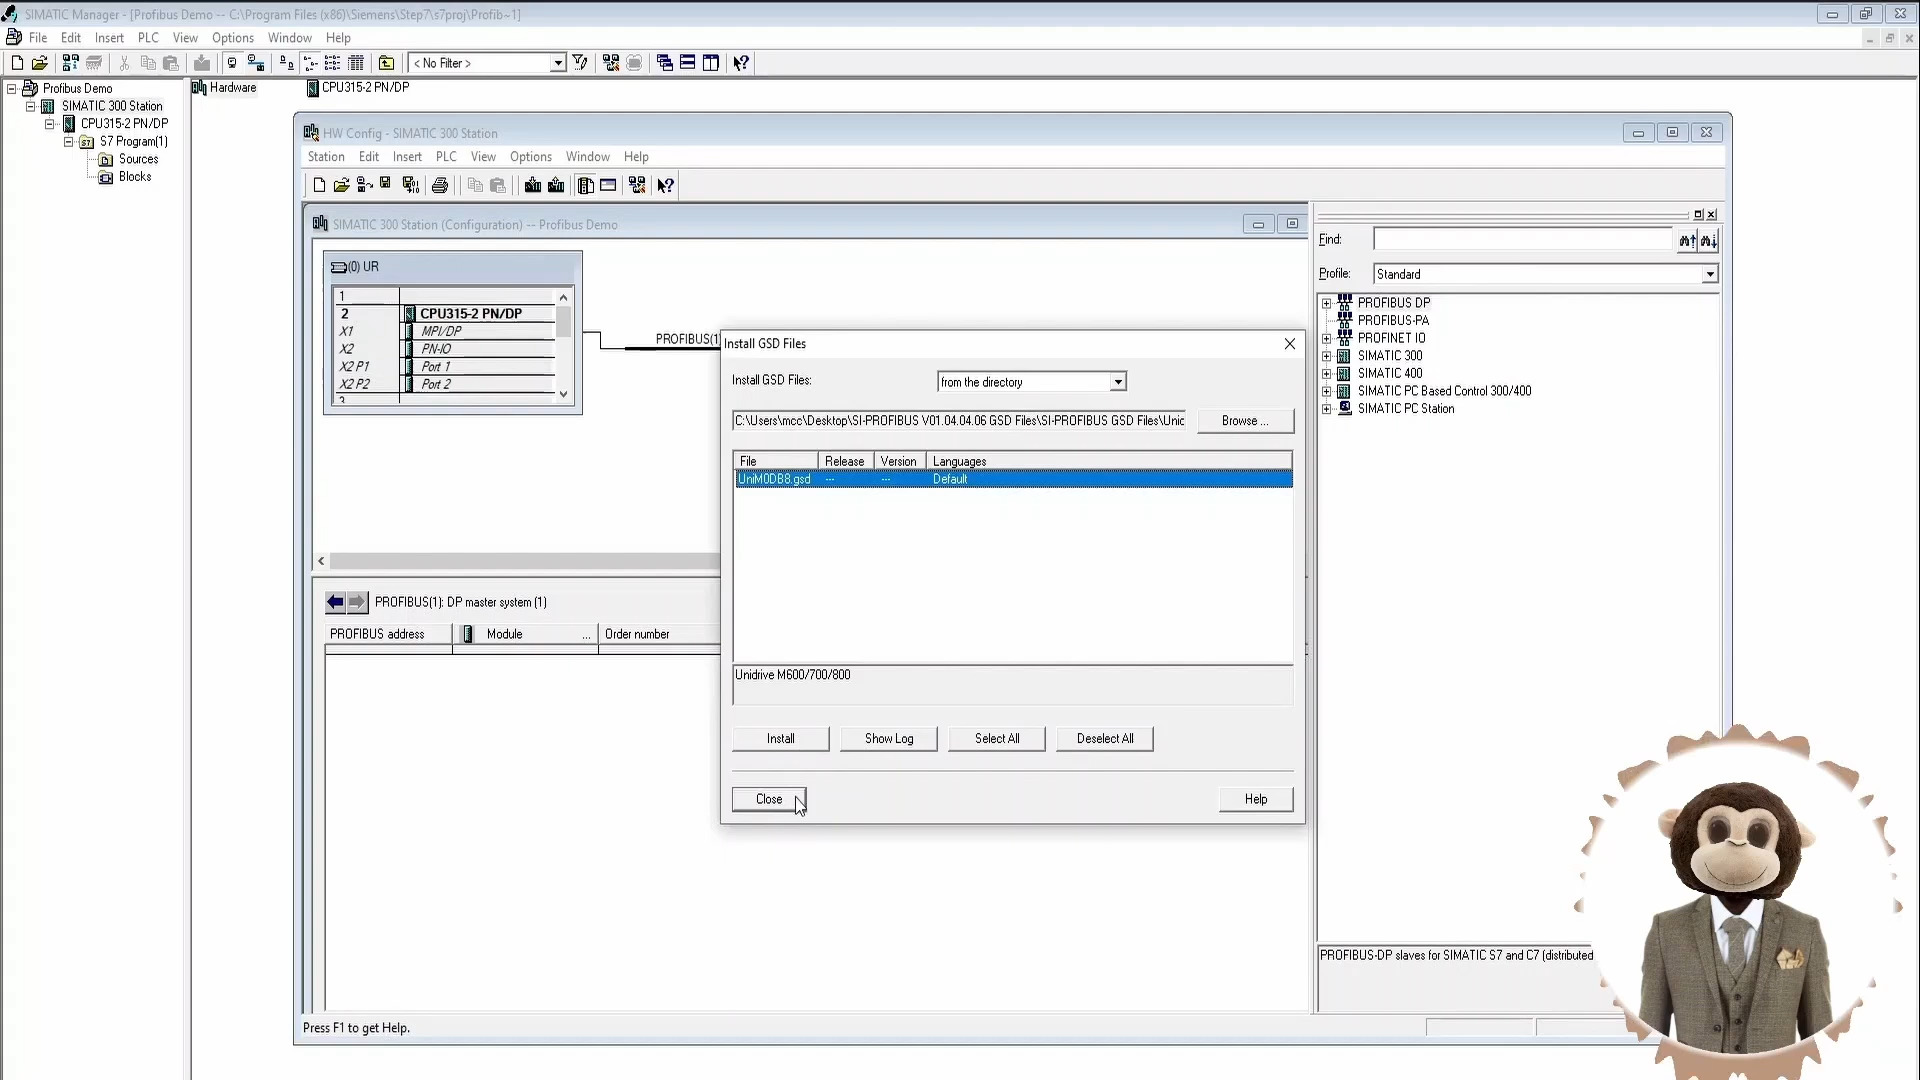 SIMATIC Manager - [Profibus Demo -- C:\Program Files (x86)\Siemens\Step7\s7proj\Profib~1]
File Edit Insert PLC View Options Window Help
< No Filter >
Profibus Demo
SIMATIC 300 Station
CPU315-2 PN/DP
S7 Program(1)
Sources
Blocks
Hardware
CPU315-2 PN/DP
HW Config - SIMATIC 300 Station
Station Edit Insert PLC View Options Window Help
SIMATIC 300 Station (Configuration) -- Profibus Demo
(0) UR
1
2 CPU315-2 PN/DP
X1 MPI/DP
X2 PN-IO
X2 P1 Port 1
X2 P2 Port 2
3
PROFIBUS(1)
Install GSD Files
Install GSD Files: from the directory
C:\Users\mcc\Desktop\SI-PROFIBUS V01.04.04.06 GSD Files\SI-PROFIBUS GSD Files\Unic
Browse ...
File Release Version Languages
UniM0DB8.gsd --- --- Default
Unidrive M600/700/800
Install Show Log Select All Deselect All
Close Help
PROFIBUS(1): DP master system (1)
PROFIBUS address Module ... Order number
Find:
Profile: Standard
PROFIBUS DP
PROFIBUS-PA
PROFINET IO
SIMATIC 300
SIMATIC 400
SIMATIC PC Based Control 300/400
SIMATIC PC Station
PROFIBUS-DP slaves for SIMATIC S7 and C7 (distributed
Press F1 to get Help.